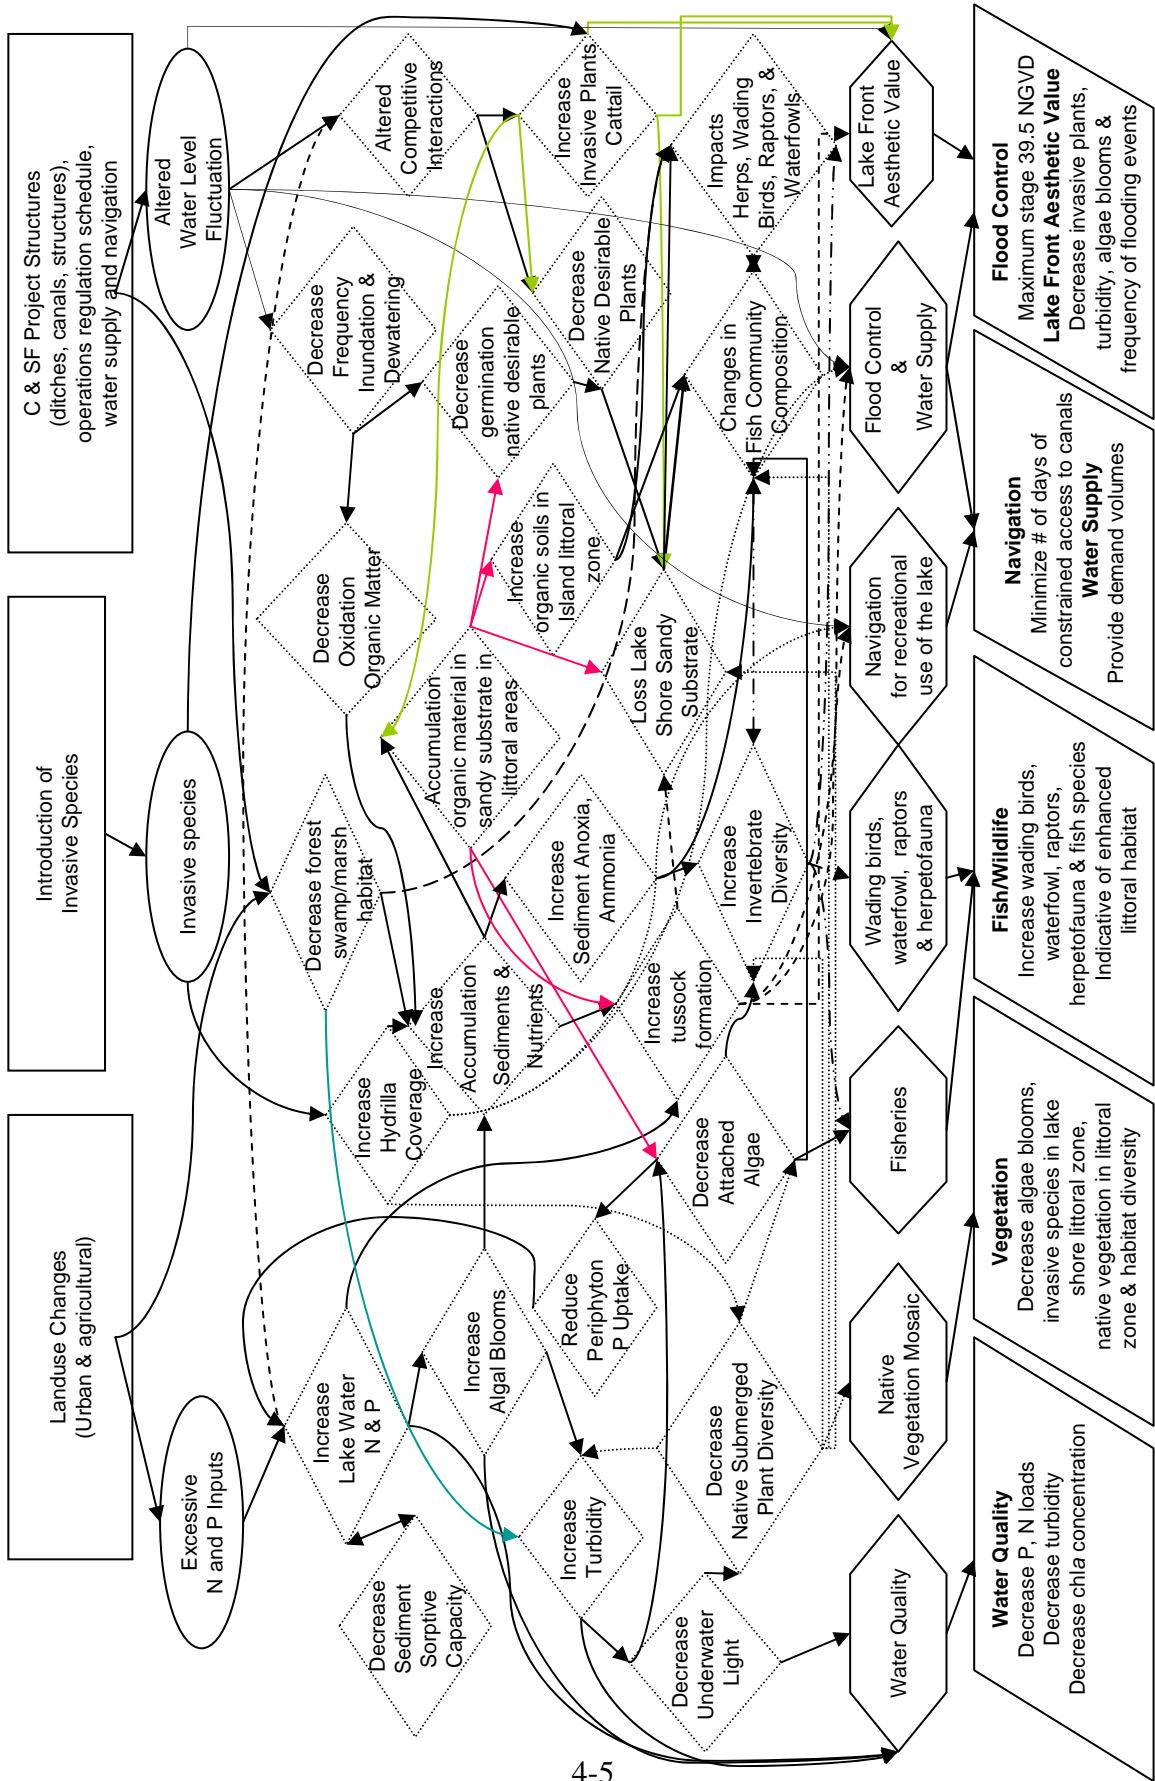 Landuse Changes
(Urban & agricultural)
Introduction of
Invasive Species
C & SF Project Structures
(ditches, canals, structures),
operations regulation schedule,
water supply and navigation
Excessive
N and P Inputs
Invasive species
Altered
Water Level
Fluctuation
Increase
Lake Water
N & P
Decrease
Sediment
Sorptive
Capacity
Increase
Hydrilla
Coverage
Decrease forest
swamp/marsh
habitat
Decrease
Oxidation
Organic Matter
Decrease
Frequency
Inundation &
Dewatering
Altered
Competitive
Interactions
Increase
Algal Blooms
Increase
Accumulation
Sediments &
Nutrients
Accumulation
organic material in
sandy substrate in
littoral areas
Decrease
germination
native desirable
plants
Increase
Turbidity
Reduce
Periphyton
P Uptake
Increase
Sediment Anoxia,
Ammonia
Increase
organic soils in
Island littoral
zone
Decrease
Native Desirable
Plants
Increase
Invasive Plants
Cattail
Decrease
Underwater
Light
Decrease
Native Submerged
Plant Diversity
Decrease
Attached
Algae
Increase
tussock
formation
Increase
Invertebrate
Diversity
Loss Lake
Shore Sandy
Substrate
Changes in
Fish Community
Composition
Impacts
Herps, Wading
Birds, Raptors, &
Waterfowls
Water Quality
Native
Vegetation Mosaic
Fisheries
Wading birds,
waterfowl, raptors
& herpetofauna
Navigation
for recreational
use of the lake
Flood Control
&
Water Supply
Lake Front
Aesthetic Value
Water Quality
Decrease P, N loads
Decrease turbidity
Decrease chla concentration
Vegetation
Decrease algae blooms,
invasive species in lake
shore littoral zone,
native vegetation in littoral
zone & habitat diversity
Fish/Wildlife
Increase wading birds,
waterfowl, raptors,
herpetofauna & fish species
Indicative of enhanced
littoral habitat
Navigation
Minimize # of days of
constrained access to canals
Water Supply
Provide demand volumes
Flood Control
Maximum stage 39.5 NGVD
Lake Front Aesthetic Value
Decrease invasive plants,
turbidity, algae blooms &
frequency of flooding events
4-5